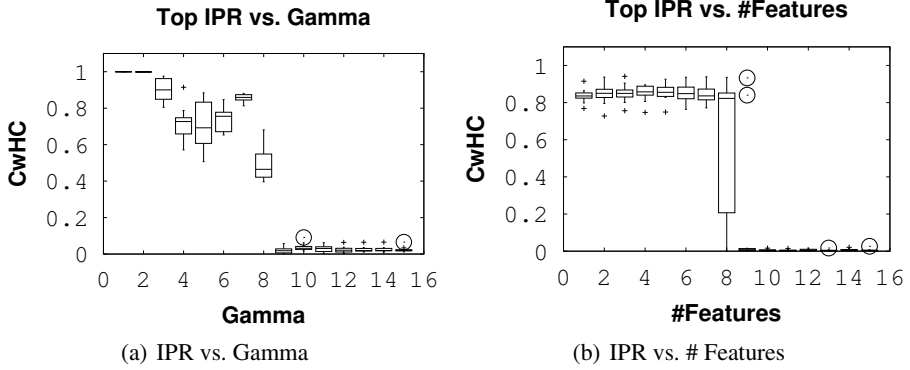 Top IPR vs. Gamma
1
0.8
0.6
0.4
0.2
0
CwHC
0 2 4 6 8 10 12 14 16
Gamma
(a) IPR vs. Gamma
Top IPR vs. #Features
1
0.8
0.6
0.4
0.2
0
CwHC
0 2 4 6 8 10 12 14 16
#Features
(b) IPR vs. # Features